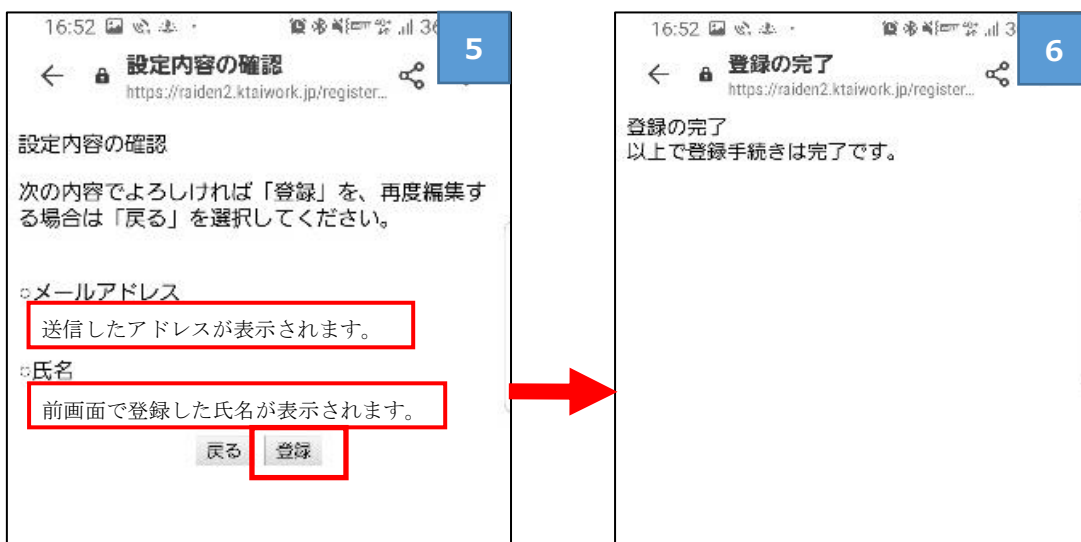 16:52
36
5
設定内容の確認
https://raiden2.ktaiwork.jp/register...
設定内容の確認
次の内容でよろしければ「登録」を、再度編集す
る場合は「戻る」を選択してください。
○メールアドレス
送信したアドレスが表示されます。
○氏名
前画面で登録した氏名が表示されます。
戻る 登録
16:52
3
6
登録の完了
https://raiden2.ktaiwork.jp/register...
登録の完了
以上で登録手続きは完了です。